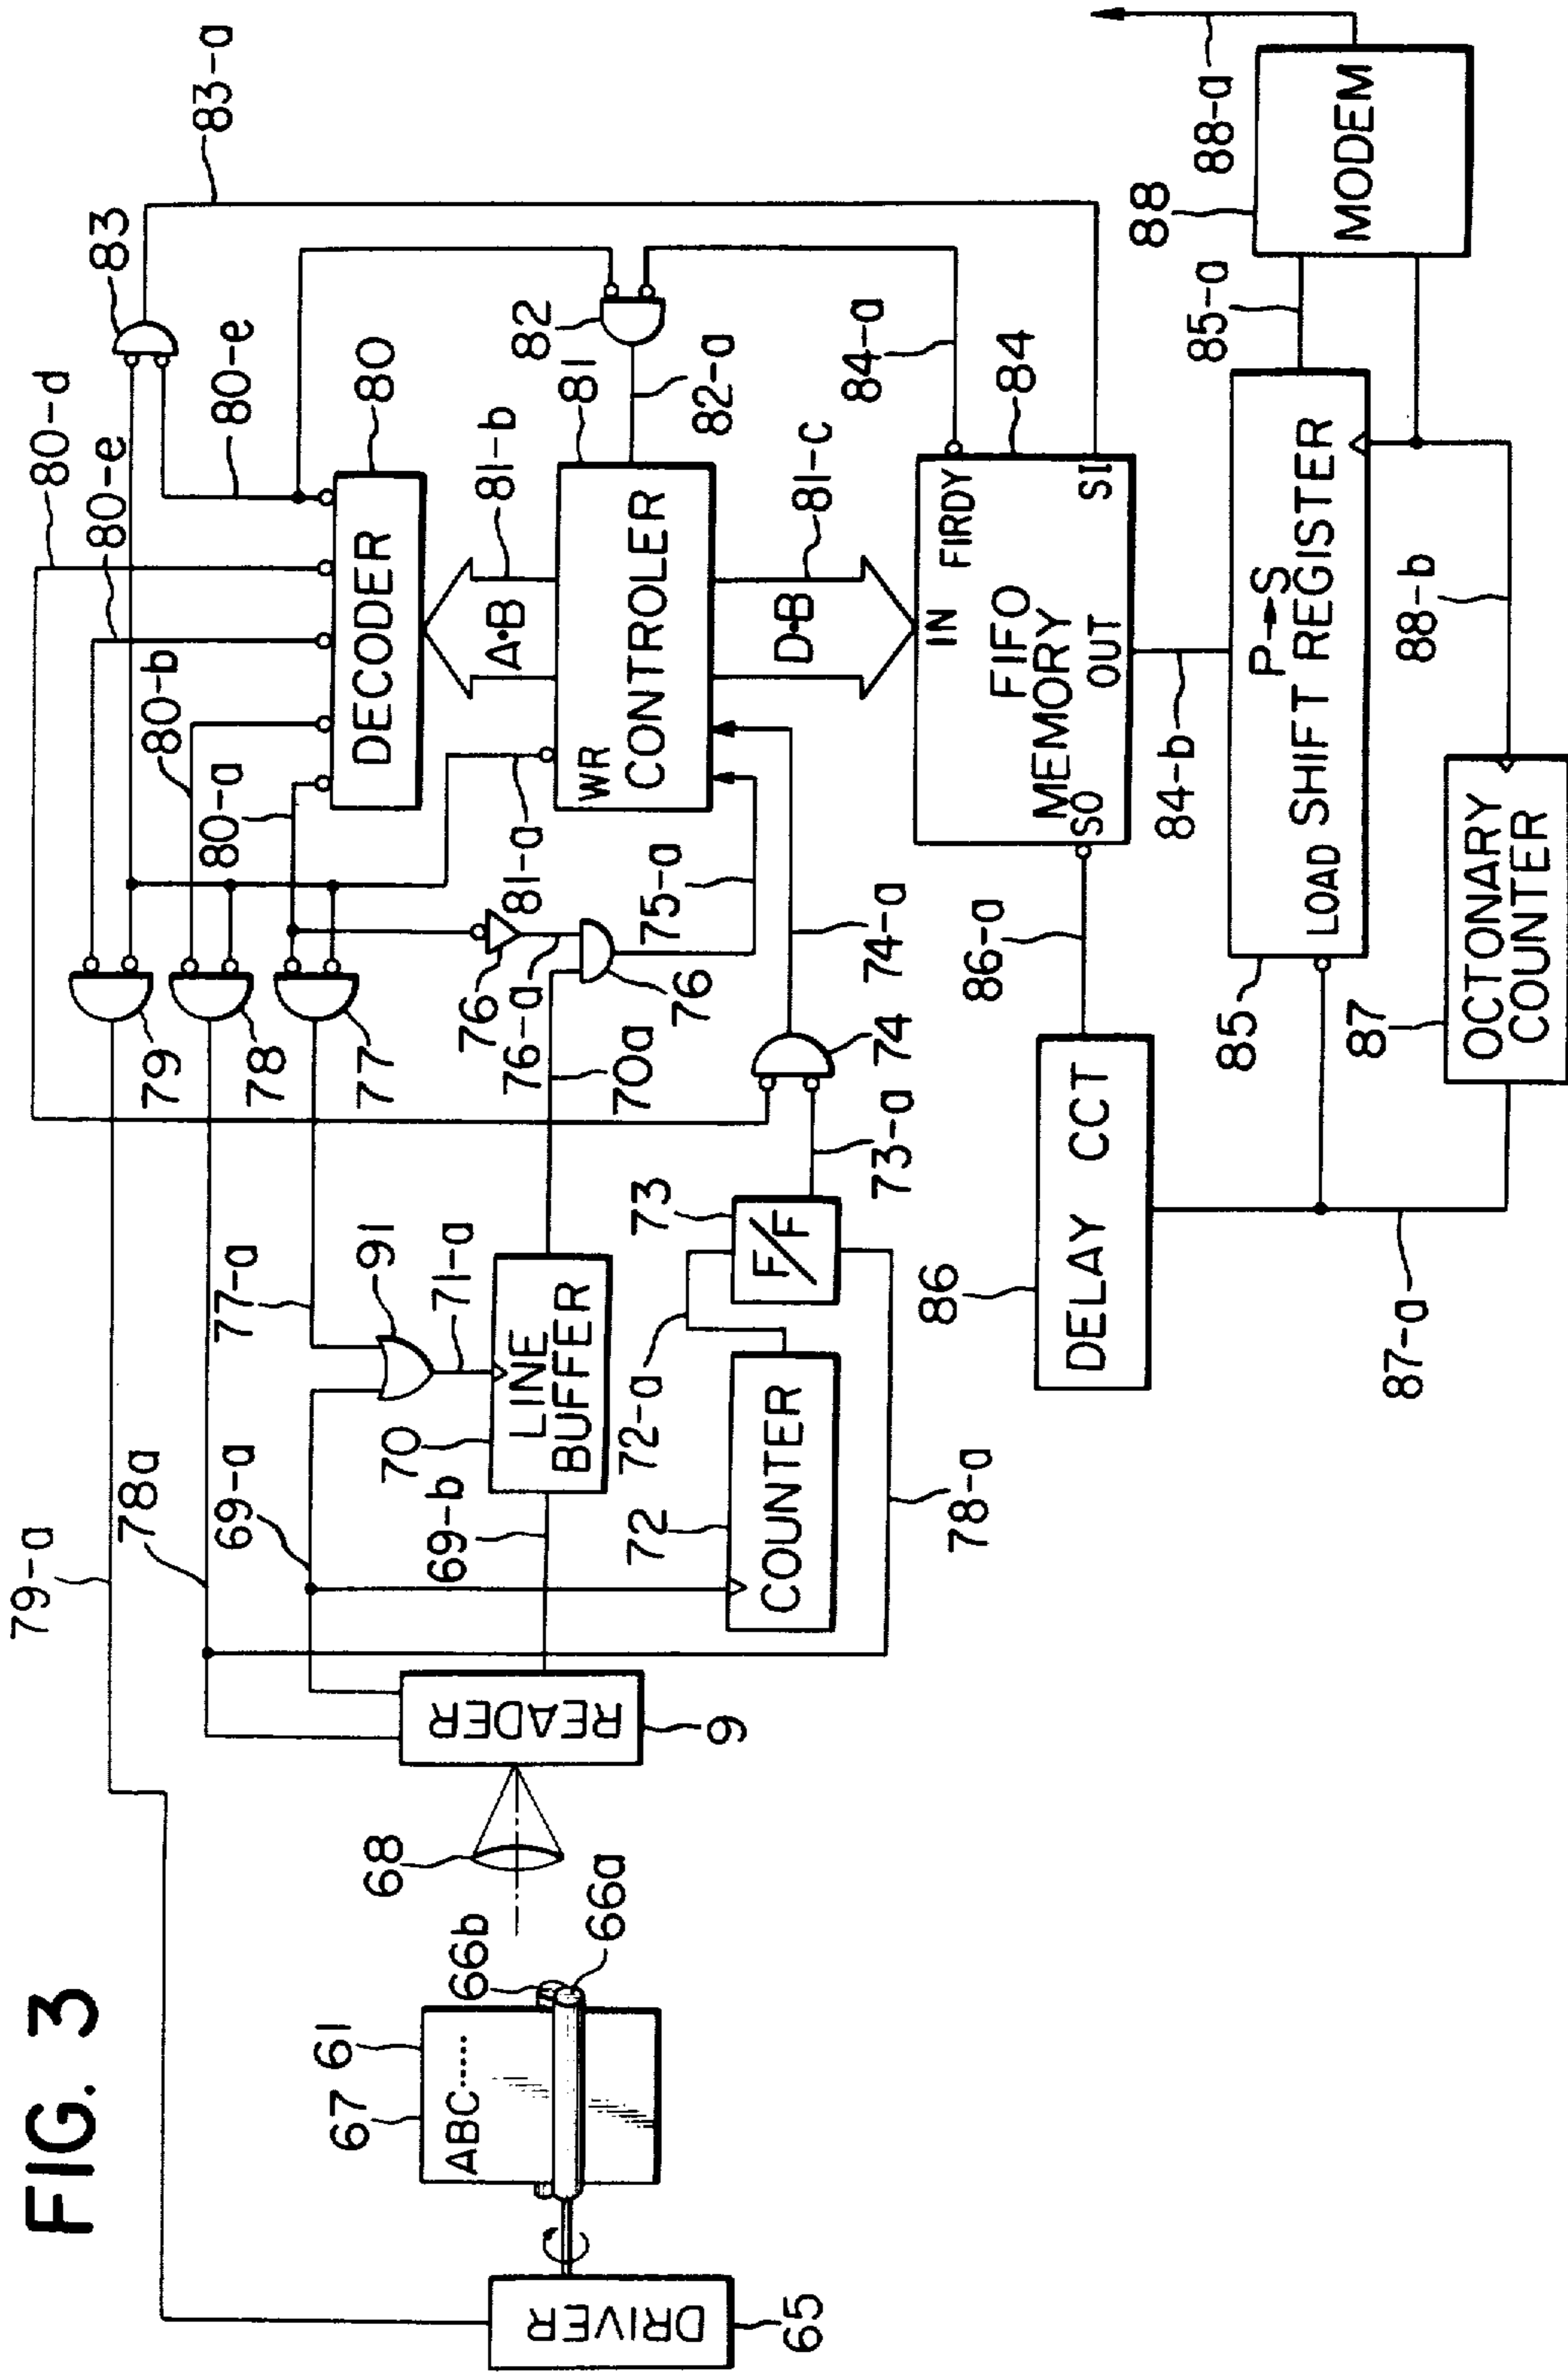 FIG. 3
79-a
78a
69-a
77-a
91
71-a
79
78
77
80-d
80-e
80-b
80-a
83
83-a
80-e
80
DECODER
81-b
A·B
81
CONTROLER
WR
82
82-a
81-a
76
76-a
76
75-a
70a
74-a
74
81-c
D·B
84-a
84
IN
FIRDY
FIFO
MEMORY
SI
SO
OUT
84-b
86-a
73-a
73
F/F
72-a
72
COUNTER
78-a
70
LINE
BUFFER
69-b
READER
9
68
66b
66a
61
67
ABC.....
DRIVER
65
86
DELAY CCT
87-a
85
P→S
SHIFT REGISTER
LOAD
85-a
88
MODEM
88-a
88-b
87
OCTONARY
COUNTER